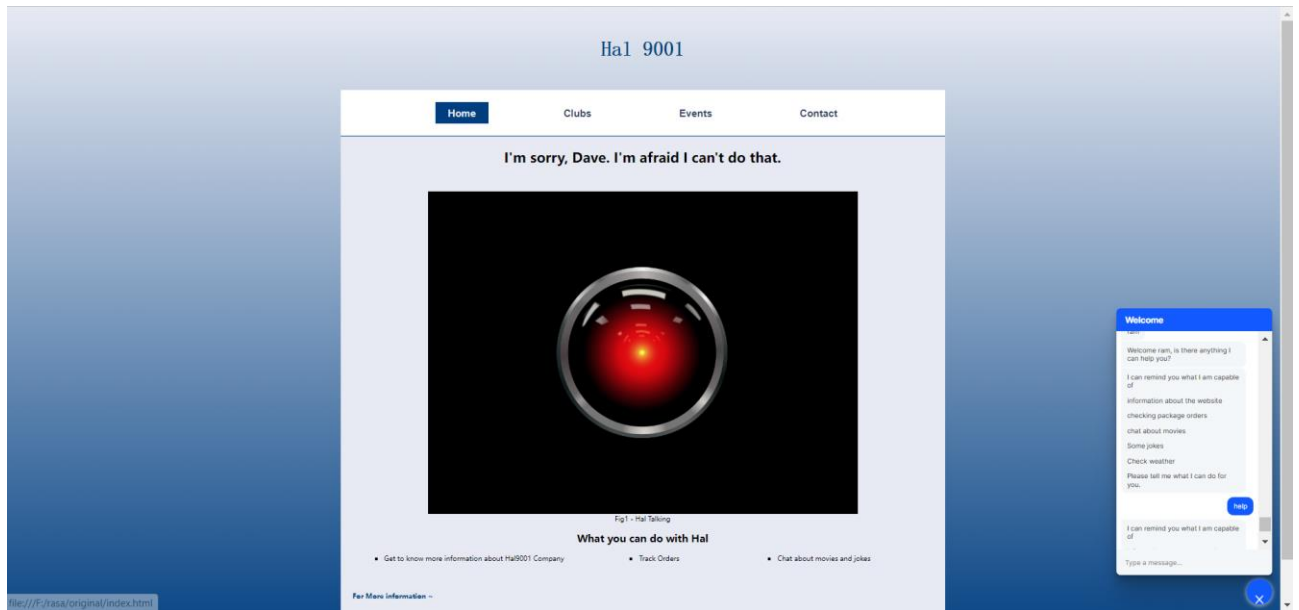 Hal 9001
Home Clubs Events Contact
I'm sorry, Dave. I'm afraid I can't do that.
Fig1 - Hal Talking
What you can do with Hal
Get to know more information about Hal9001 Company
Track Orders
Chat about movies and jokes
For More information ~
file:///F:/rasa/original/index.html
Welcome
ram
Welcome ram, is there anything I
can help you?
I can remind you what I am capable
of
information about the website
checking package orders
chat about movies
Some jokes
Check weather
Please tell me what I can do for
you.
help
I can remind you what I am capable
of
Type a message...